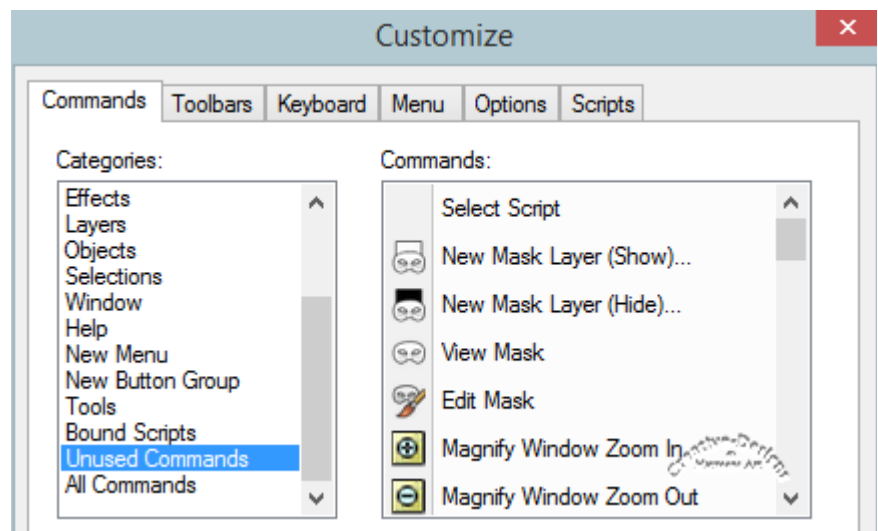 Customize
Commands Toolbars Keyboard Menu Options Scripts
Categories:
Effects
Layers
Objects
Selections
Window
Help
New Menu
New Button Group
Tools
Bound Scripts
Unused Commands
All Commands
Commands:
Select Script
New Mask Layer (Show)...
New Mask Layer (Hide)...
View Mask
Edit Mask
Magnify Window Zoom In
Magnify Window Zoom Out